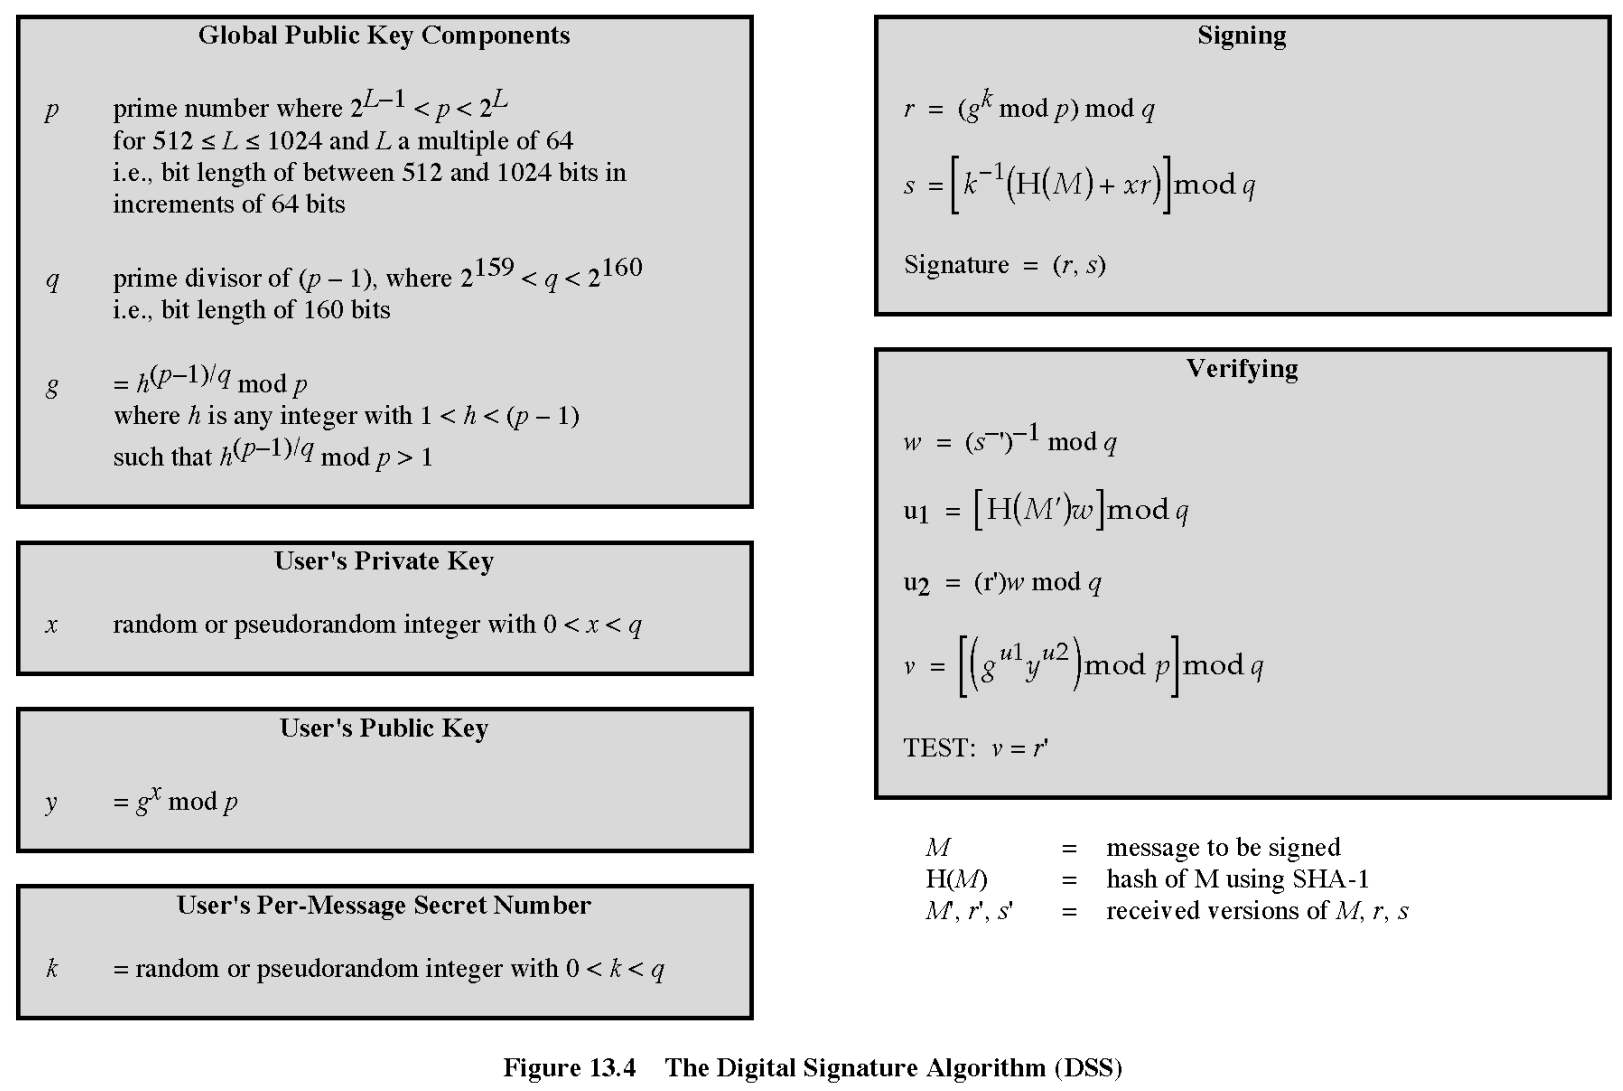 Global Public Key Components
p prime number where 2^{L–1} < p < 2^L
for 512 ≤ L ≤ 1024 and L a multiple of 64
i.e., bit length of between 512 and 1024 bits in
increments of 64 bits
q prime divisor of (p – 1), where 2^{159} < q < 2^{160}
i.e., bit length of 160 bits
g = h^{(p–1)/q} mod p
where h is any integer with 1 < h < (p – 1)
such that h^{(p–1)/q} mod p > 1
User's Private Key
x random or pseudorandom integer with 0 < x < q
User's Public Key
y = g^x mod p
User's Per-Message Secret Number
k = random or pseudorandom integer with 0 < k < q
Signing
r = (g^k mod p) mod q
s = [k^{−1}(H(M) + xr)] mod q
Signature = (r, s)
Verifying
w = (s^{–}')^{–1} mod q
u1 = [H(M′)w] mod q
u2 = (r')w mod q
v = [(g^{u1} y^{u2}) mod p] mod q
TEST: v = r'
M = message to be signed
H(M) = hash of M using SHA-1
M', r', s' = received versions of M, r, s
Figure 13.4 The Digital Signature Algorithm (DSS)